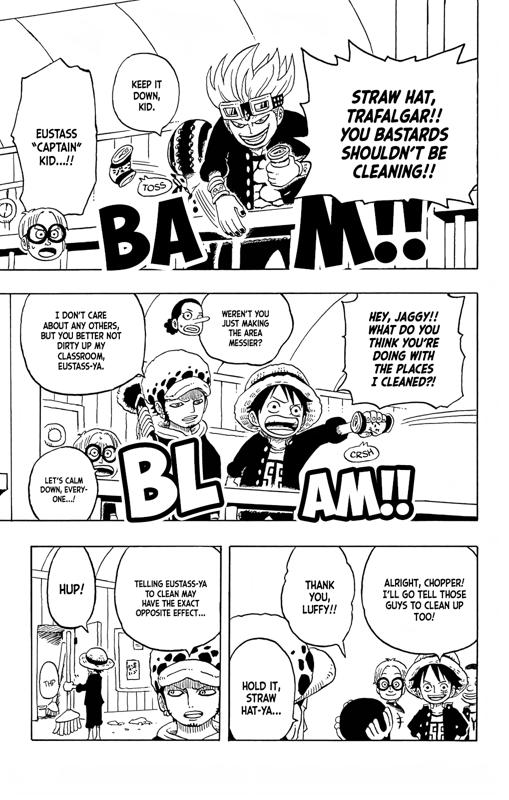 STRAW HAT,
TRAFALGAR!!
YOU BASTARDS
SHOULDN'T BE
CLEANING!!
KEEP IT
DOWN,
KID.
EUSTASS
"CAPTAIN"
KID...!!
TOSS
BAM!!
HEY, JAGGY!!
WHAT DO YOU
THINK YOU'RE
DOING WITH
THE PLACES
I CLEANED?!
WEREN'T YOU
JUST MAKING
THE AREA
MESSIER?
I DON'T CARE
ABOUT ANY OTHERS,
BUT YOU BETTER NOT
DIRTY UP MY
CLASSROOM,
EUSTASS-YA.
CRSH
LET'S CALM
DOWN, EVERY-
ONE...!
BLAM!!
ALRIGHT, CHOPPER!
I'LL GO TELL THOSE
GUYS TO CLEAN UP
TOO!
THANK
YOU,
LUFFY!!
HOLD IT,
STRAW
HAT-YA...
TELLING EUSTASS-YA
TO CLEAN MAY
HAVE THE EXACT
OPPOSITE EFFECT...
HUP!
THP